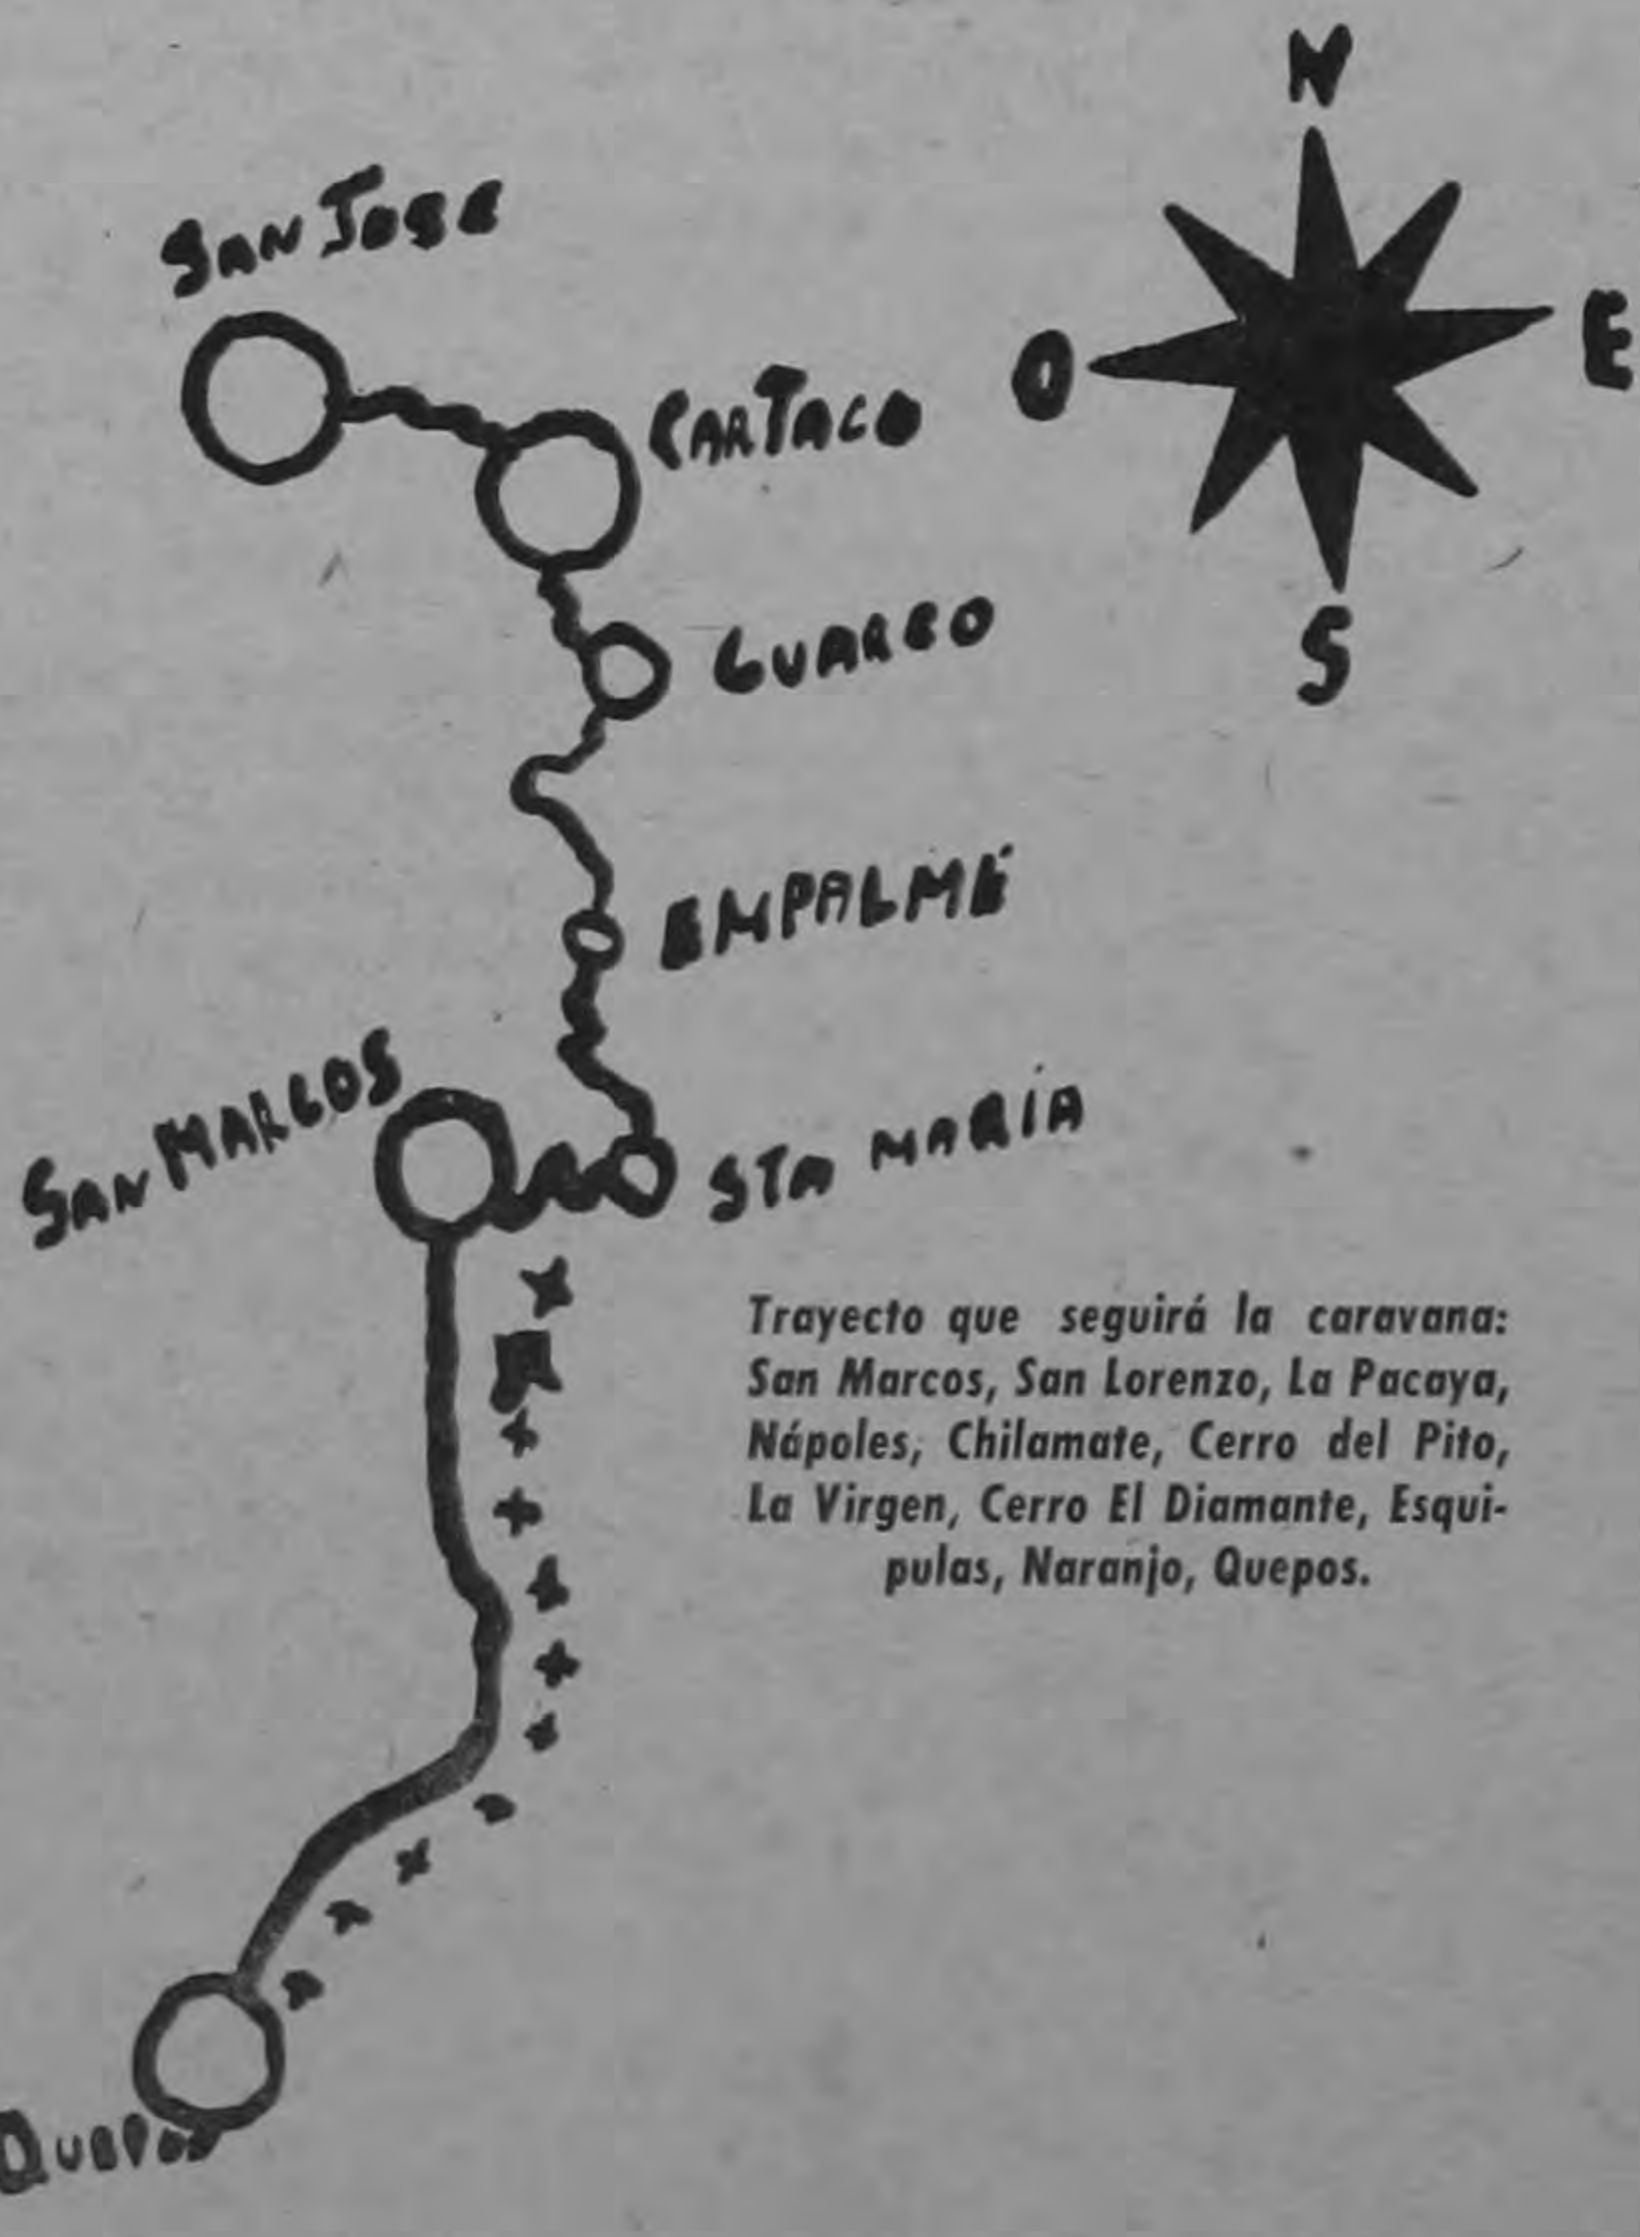 N
SAN JOSE
CARTAGO
O
E
GUARCO
S
EMPALME
SAN MARCOS
STA MARIA
Trayecto que seguirá la caravana:
San Marcos, San Lorenzo, La Pacaya,
Nápoles, Chilamate, Cerro del Pito,
La Virgen, Cerro El Diamante, Esqui-
pulas, Naranjo, Quepos.
QUEPOS